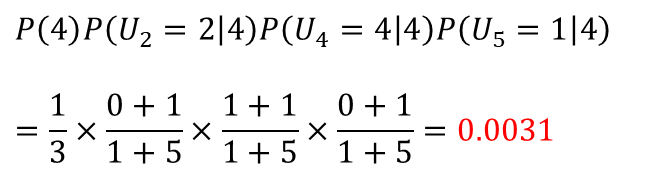 P(4)P(U₂ = 2|4)P(U₄ = 4|4)P(U₅ = 1|4)
= 1/3 × (0 + 1)/(1 + 5) × (1 + 1)/(1 + 5) × (0 + 1)/(1 + 5) = 0.0031